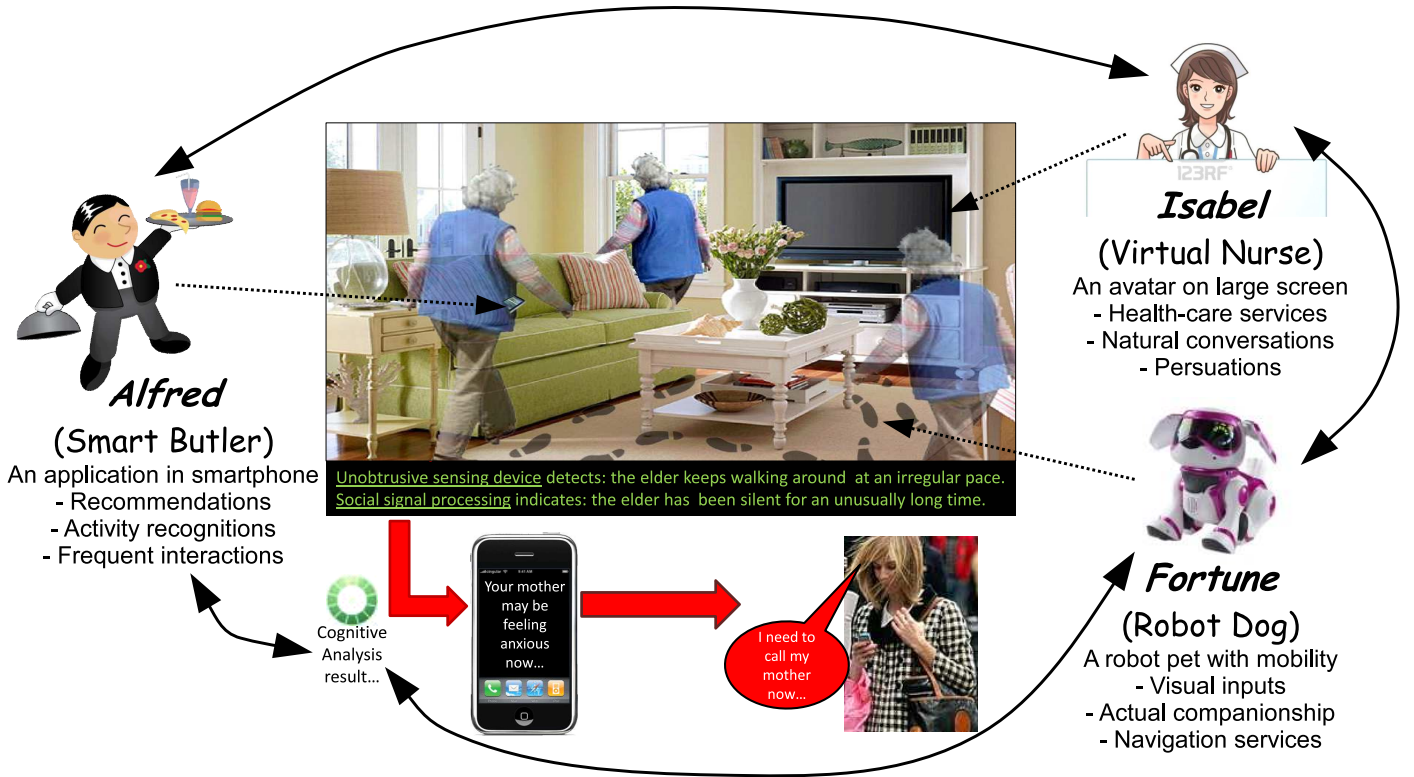 123RF
Isabel
(Virtual Nurse)
An avatar on large screen
- Health-care services
- Natural conversations
- Persuations
Alfred
(Smart Butler)
An application in smartphone
- Recommendations
- Activity recognitions
- Frequent interactions
Unobtrusive sensing device detects: the elder keeps walking around at an irregular pace.
Social signal processing indicates: the elder has been silent for an unusually long time.
Cognitive
Analysis
result...
9:41 AM
Your mother
may be
feeling
anxious
now...
I need to
call my
mother
now...
Fortune
(Robot Dog)
A robot pet with mobility
- Visual inputs
- Actual companionship
- Navigation services